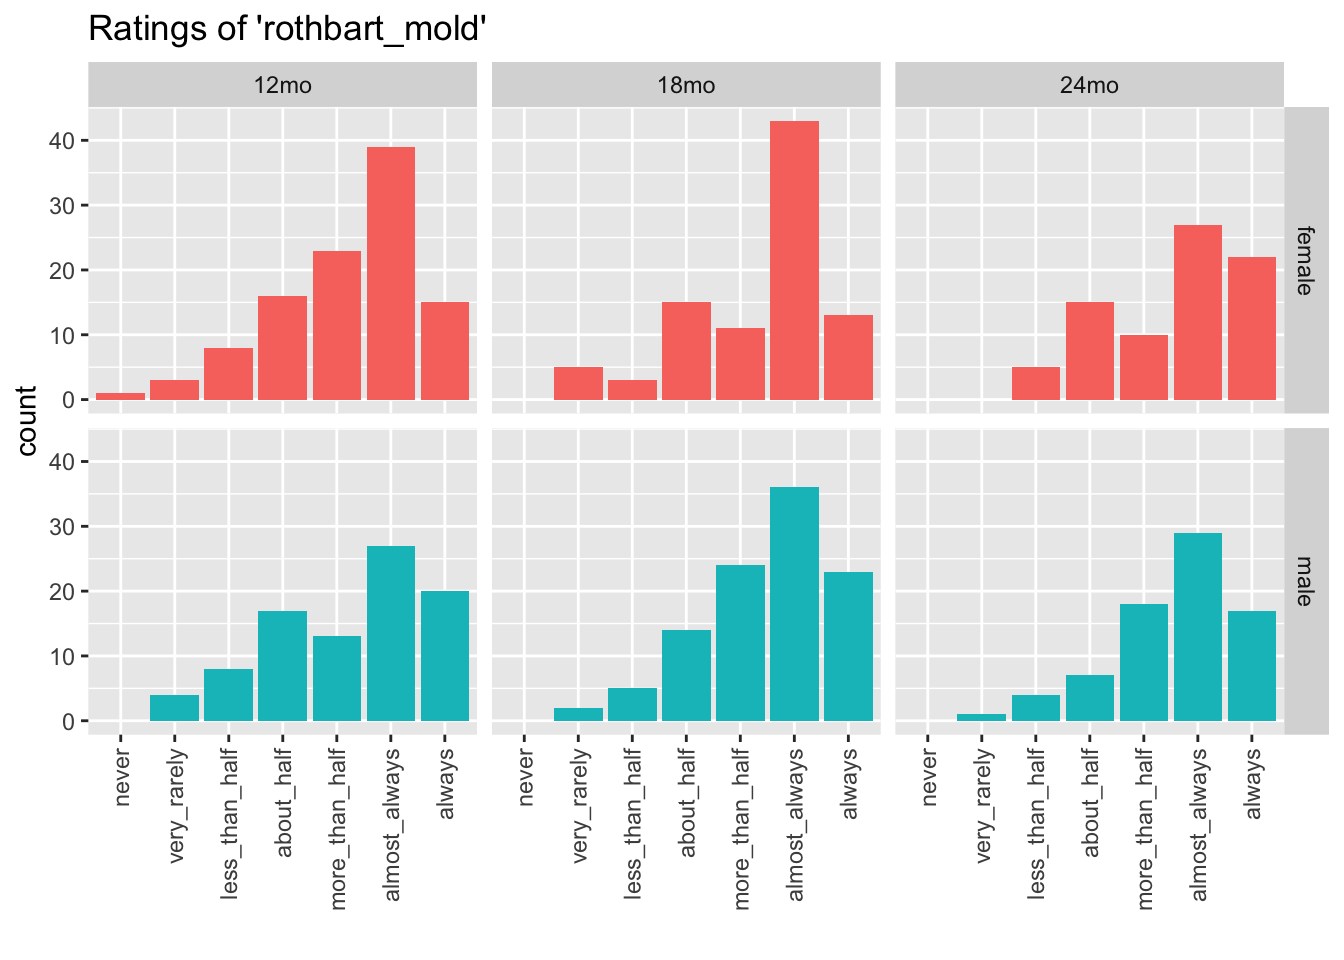 Ratings of 'rothbart_mold'
12mo 18mo 24mo
40
30
20
10
0
female
count
40
30
20
10
0
male
never very_rarely less_than_half about_half more_than_half almost_always always never very_rarely less_than_half about_half more_than_half almost_always always never very_rarely less_than_half about_half more_than_half almost_always always